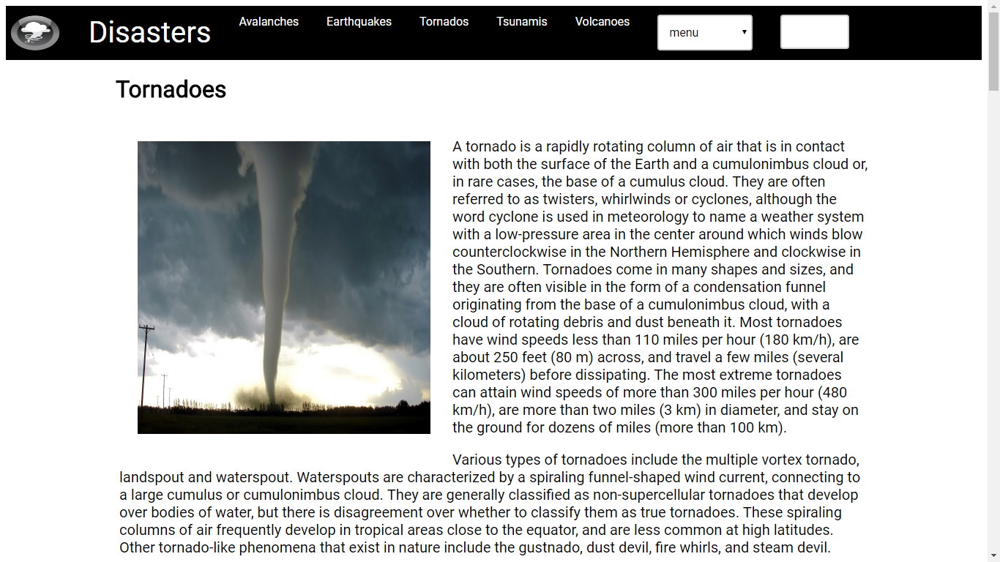 Disasters
Avalanches
Earthquakes
Tornados
Tsunamis
Volcanoes
menu
Tornadoes
A tornado is a rapidly rotating column of air that is in contact
with both the surface of the Earth and a cumulonimbus cloud or,
in rare cases, the base of a cumulus cloud. They are often
referred to as twisters, whirlwinds or cyclones, although the
word cyclone is used in meteorology to name a weather system
with a low-pressure area in the center around which winds blow
counterclockwise in the Northern Hemisphere and clockwise in
the Southern. Tornadoes come in many shapes and sizes, and
they are often visible in the form of a condensation funnel
originating from the base of a cumulonimbus cloud, with a
cloud of rotating debris and dust beneath it. Most tornadoes
have wind speeds less than 110 miles per hour (180 km/h), are
about 250 feet (80 m) across, and travel a few miles (several
kilometers) before dissipating. The most extreme tornadoes
can attain wind speeds of more than 300 miles per hour (480
km/h), are more than two miles (3 km) in diameter, and stay on
the ground for dozens of miles (more than 100 km).
Various types of tornadoes include the multiple vortex tornado,
landspout and waterspout. Waterspouts are characterized by a spiraling funnel-shaped wind current, connecting to
a large cumulus or cumulonimbus cloud. They are generally classified as non-supercellular tornadoes that develop
over bodies of water, but there is disagreement over whether to classify them as true tornadoes. These spiraling
columns of air frequently develop in tropical areas close to the equator, and are less common at high latitudes.
Other tornado-like phenomena that exist in nature include the gustnado, dust devil, fire whirls, and steam devil.